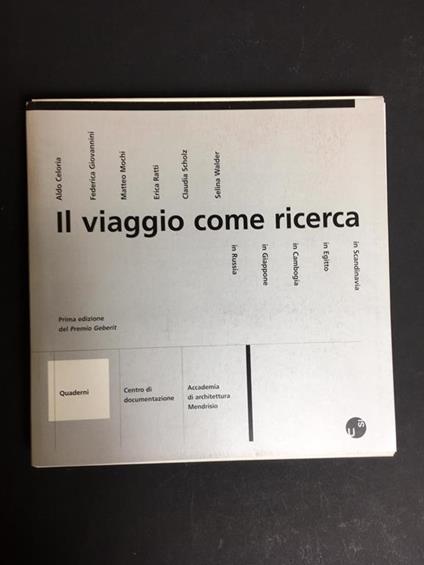 Aldo Celoria
Federica Giovannini
Matteo Mochi
Erica Ratti
Claudia Scholz
Selina Walder
Il viaggio come ricerca
in Russia
in Giappone
in Cambogia
in Egitto
in Scandinavia
Prima edizione
del Premio Geberit
Quaderni
Centro di
documentazione
Accademia
di architettura
Mendrisio